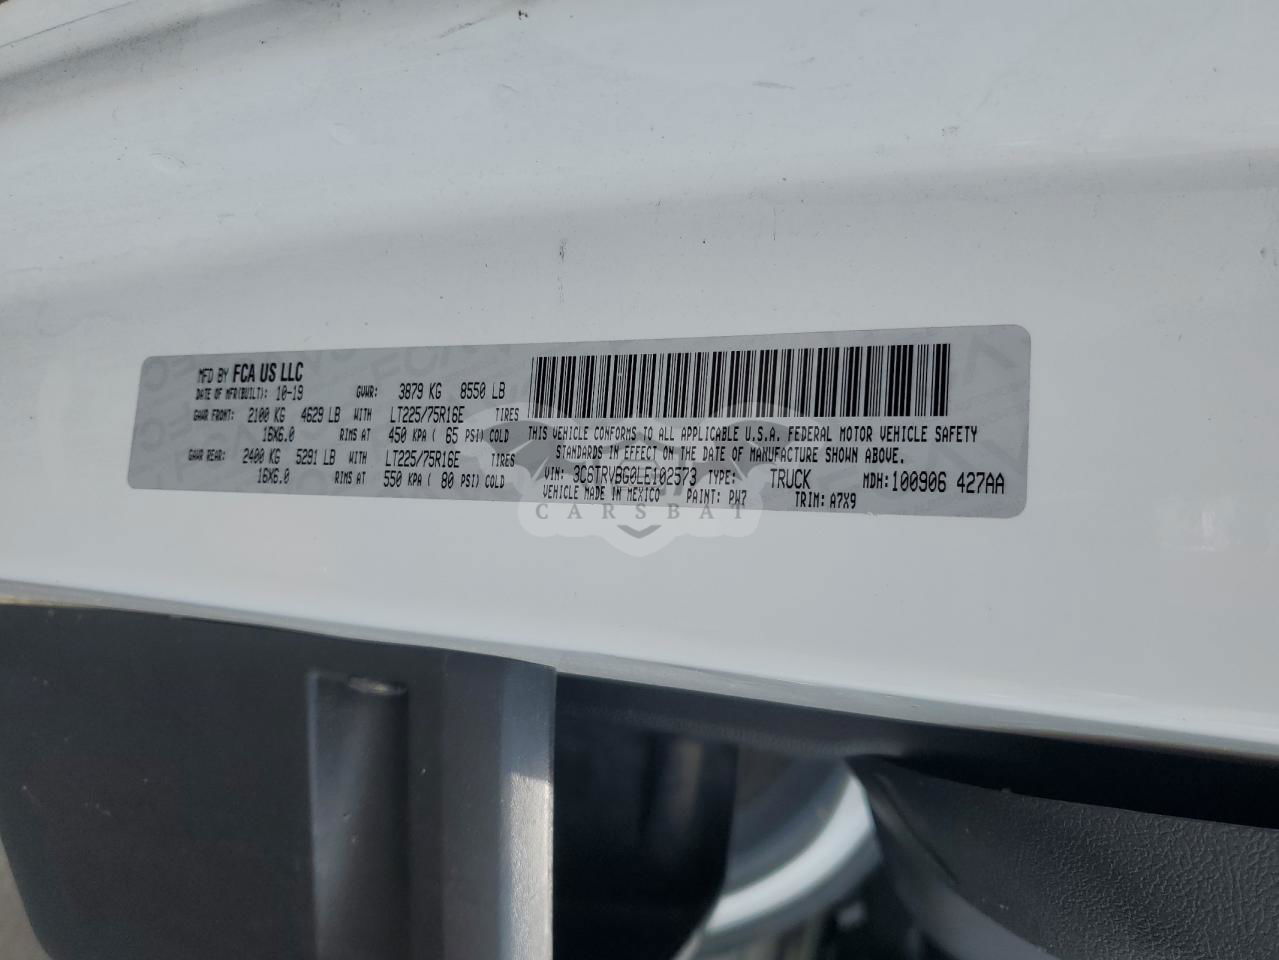 MFD BY FCA US LLC
DATE OF MFR(BUILT): 10-19 GVWR: 3879 KG 8550 LB
GAWR FRONT: 2100 KG 4629 LB WITH LT225/75R16E TIRES
16X6.0 RIMS AT 450 KPA ( 65 PSI) COLD
GAWR REAR: 2400 KG 5291 LB WITH LT225/75R16E TIRES
16X6.0 RIMS AT 550 KPA ( 80 PSI) COLD
THIS VEHICLE CONFORMS TO ALL APPLICABLE U.S.A. FEDERAL MOTOR VEHICLE SAFETY
STANDARDS IN EFFECT ON THE DATE OF MANUFACTURE SHOWN ABOVE.
VIN: 3C6TRVBG0LE102573 TYPE: TRUCK MDH: 100906 427AA
VEHICLE MADE IN MEXICO PAINT: PW7 TRIM: A7X9
CARSBAT